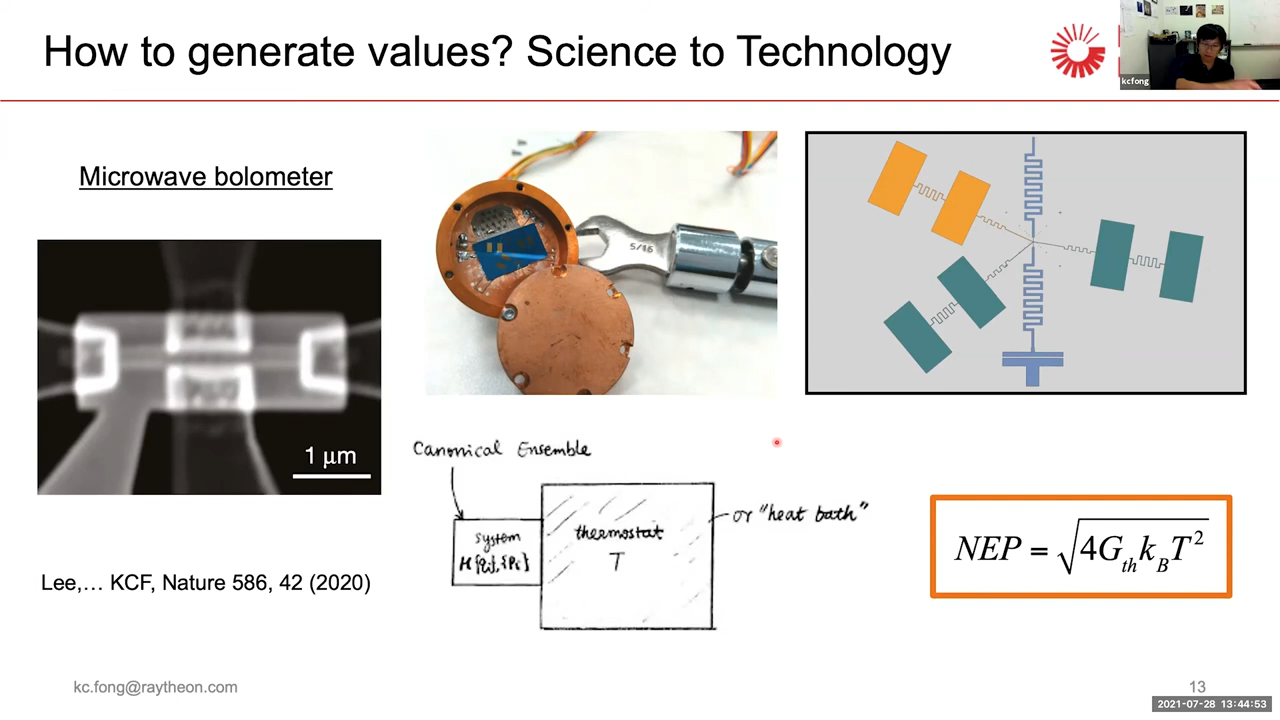 How to generate values? Science to Technology
kcfong
Microwave bolometer
5/16
1 μm
Canonical Ensemble
system
thermostat
T
or "heat bath"
NEP = √4G_th k_B T²
Lee,… KCF, Nature 586, 42 (2020)
kc.fong@raytheon.com
13
2021-07-28 13:44:53